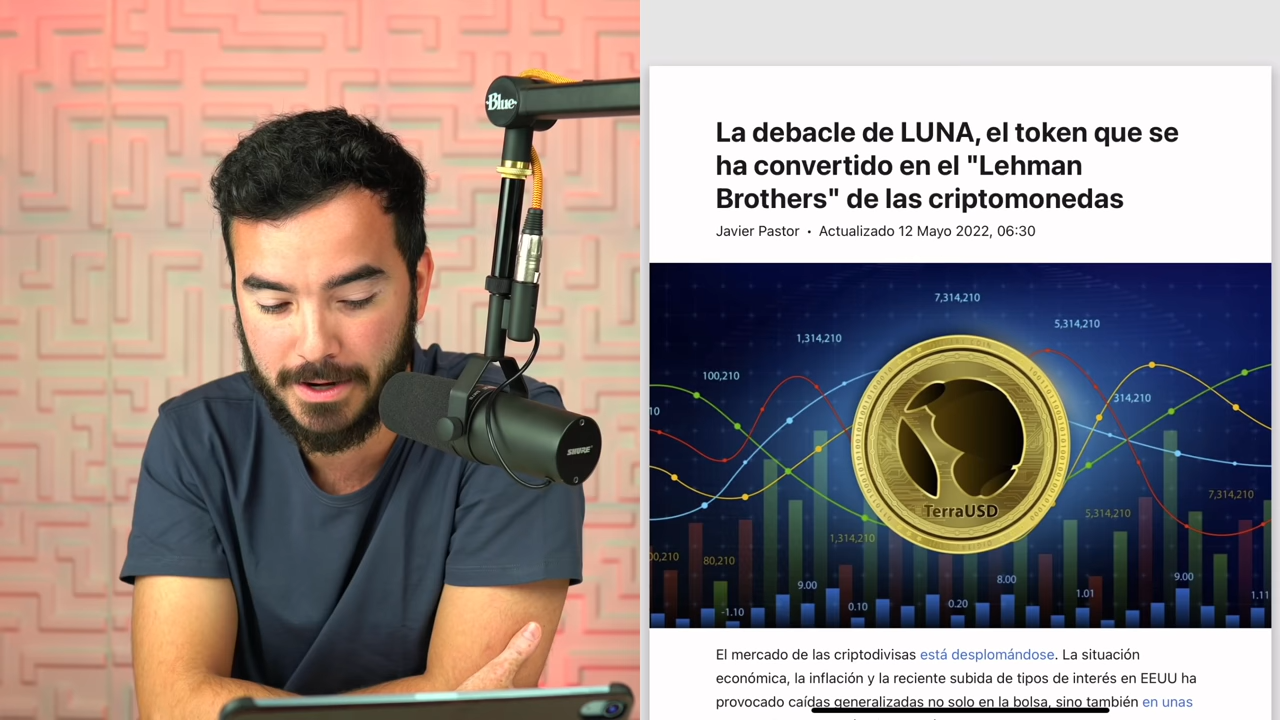 Blue
SHURE
La debacle de LUNA, el token que se
ha convertido en el "Lehman
Brothers" de las criptomonedas
Javier Pastor • Actualizado 12 Mayo 2022, 06:30
7,314,210
5,314,210
1,314,210
100,210
314,210
10
TerraUSD
7,314,210
5,314,210
1,314,210
00,210
80,210
9.00
8.00
9.00
1.01
1.11
-1.10
0.10
0.20
El mercado de las criptodivisas está desplomándose. La situación
económica, la inflación y la reciente subida de tipos de interés en EEUU ha
provocado caídas generalizadas no solo en la bolsa, sino también en unas